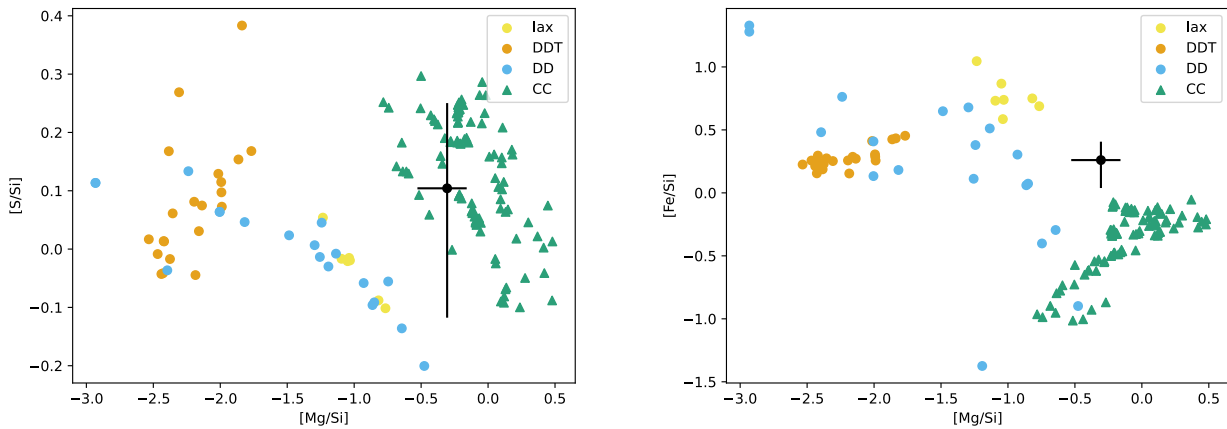 0.4
0.3
0.2
0.1
0.0
−0.1
−0.2
[S/Si]
−3.0 −2.5 −2.0 −1.5 −1.0 −0.5 0.0 0.5
[Mg/Si]
Iax
DDT
DD
CC
1.0
0.5
0.0
−0.5
−1.0
−1.5
[Fe/Si]
−3.0 −2.5 −2.0 −1.5 −1.0 −0.5 0.0 0.5
[Mg/Si]
Iax
DDT
DD
CC